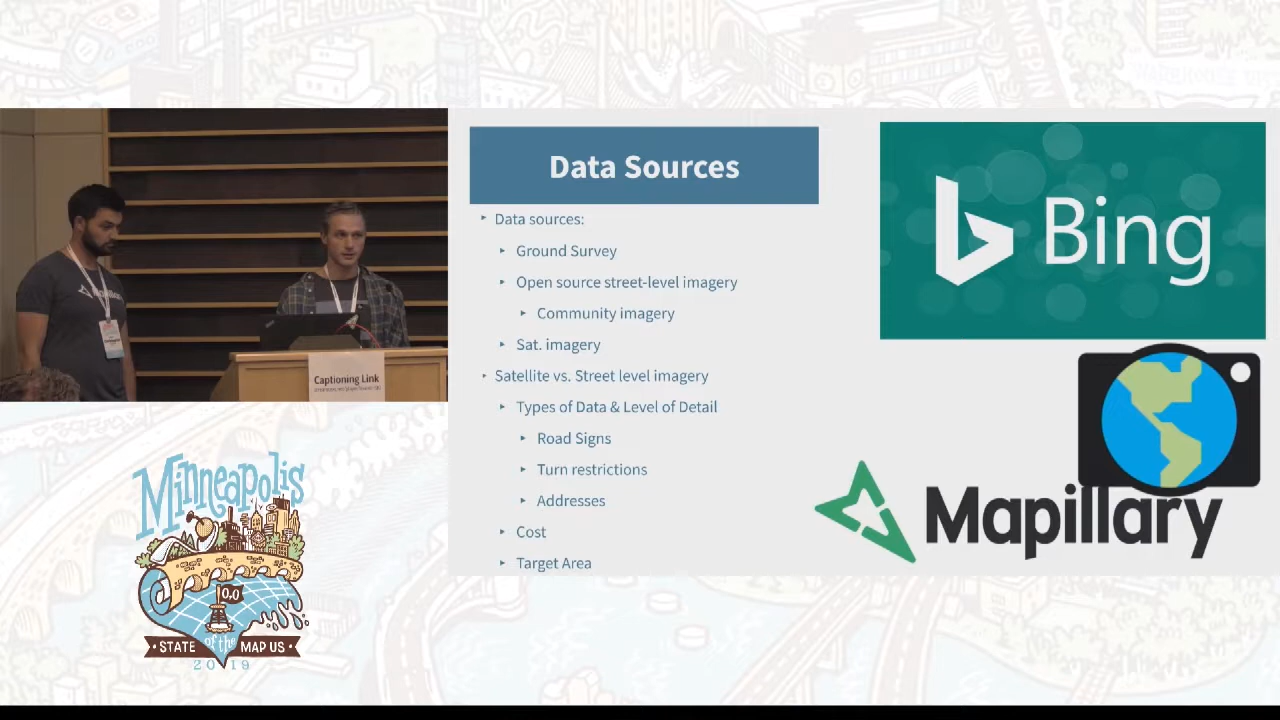 Data Sources
Data sources:
Ground Survey
Open source street-level imagery
Community imagery
Sat. imagery
Satellite vs. Street level imagery
Types of Data & Level of Detail
Road Signs
Turn restrictions
Addresses
Cost
Target Area
Bing
Mapillary
Captioning Link
Minneapolis
0,0
STATE of the MAP US
2019